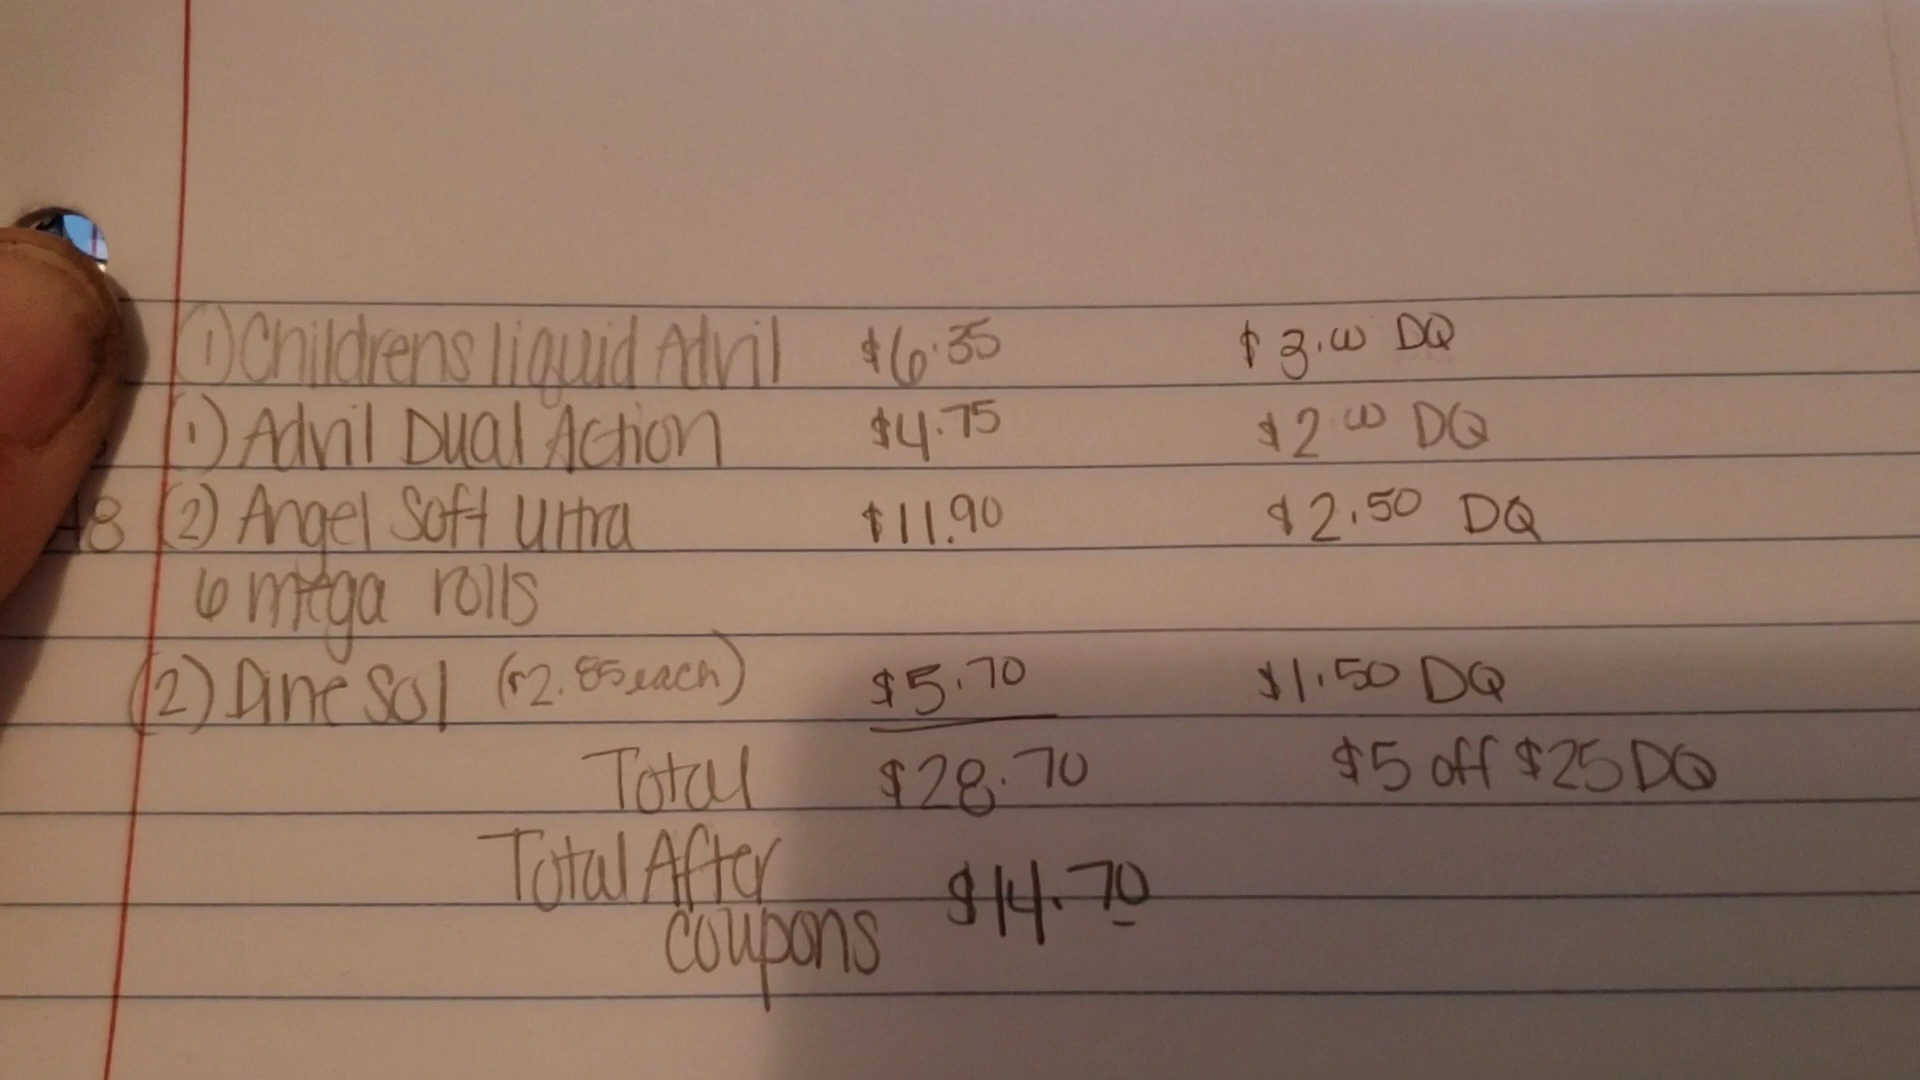 (1) Childrens liquid Advil $6.35 $3.00 DQ
(1) Advil Dual Action $4.75 $2 00 DQ
8 (2) Angel Soft Ultra $11.90 $2.50 DQ
6 mega rolls
(2) Pine Sol ($2.85 each) $5.70 $1.50 DQ
Total $28.70 $5 off $25 DQ
Total After
coupons $14.70